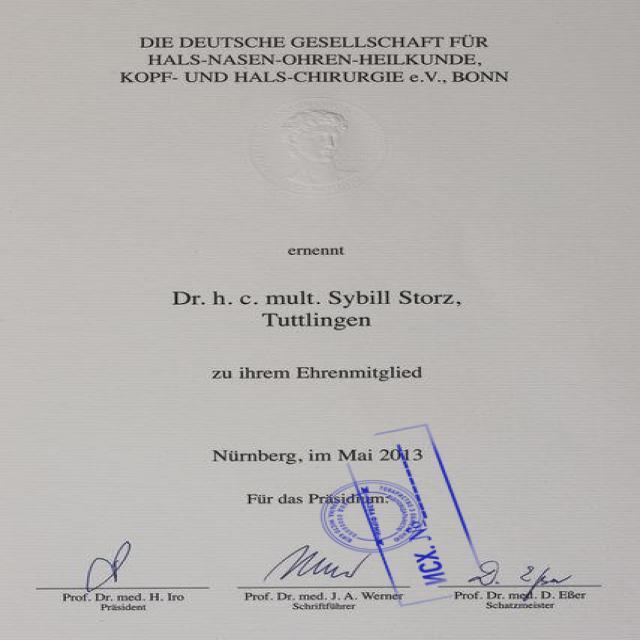 DIE DEUTSCHE GESELLSCHAFT FÜR
HALS-NASEN-OHREN-HEILKUNDE,
KOPF- UND HALS-CHIRURGIE e.V., BONN
ernennt
Dr. h. c. mult. Sybill Storz,
Tuttlingen
zu ihrem Ehrenmitglied
Nürnberg, im Mai 2013
Für das Präsidium:
ИСХ. №
D. Eßer
Prof. Dr. med. H. Iro
Präsident
Prof. Dr. med. J. A. Werner
Schriftführer
Prof. Dr. med. D. Eßer
Schatzmeister